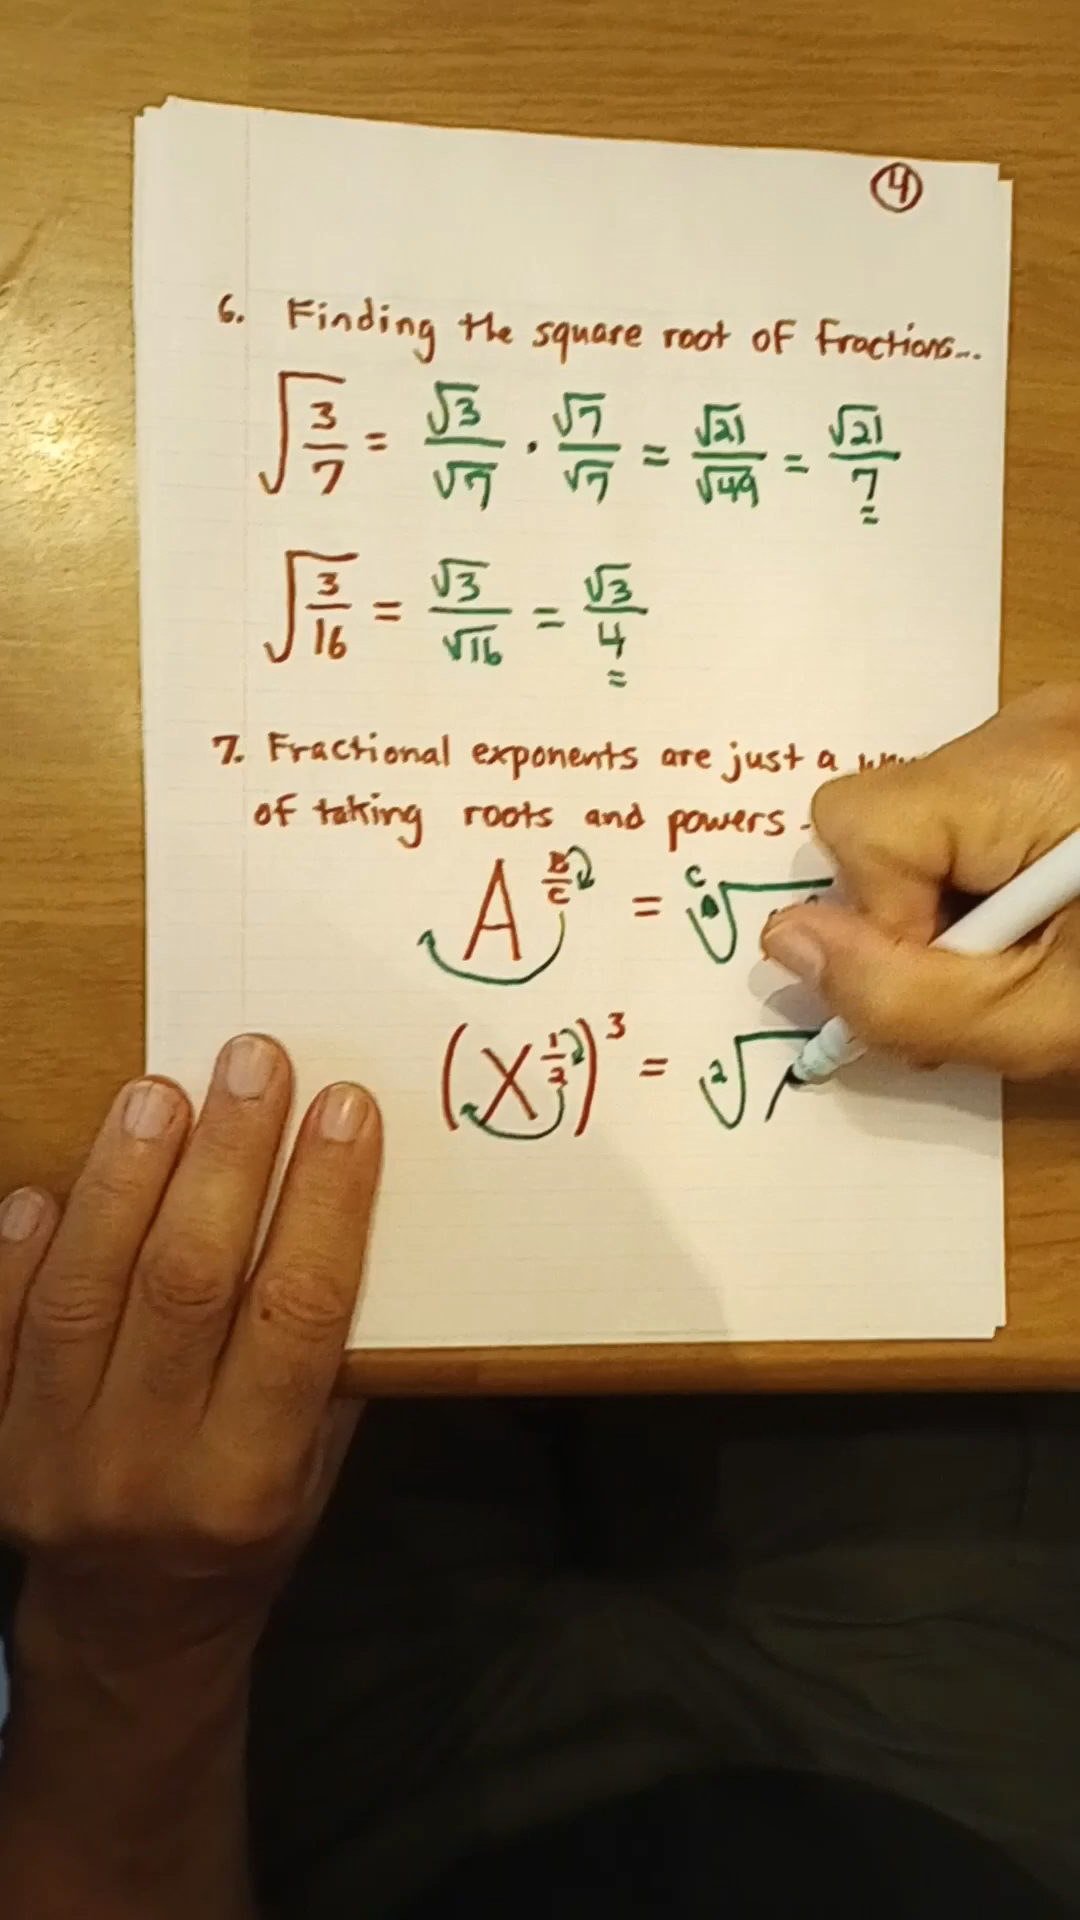 4
6. Finding the square root of fractions...
√(3/7) = √3/√7 · √7/√7 = √21/√49 = √21/7
√(3/16) = √3/√16 = √3/4
7. Fractional exponents are just a
of taking roots and powers
A^(B/C) = ᶜ√
(x^(1/2))³ = ²√